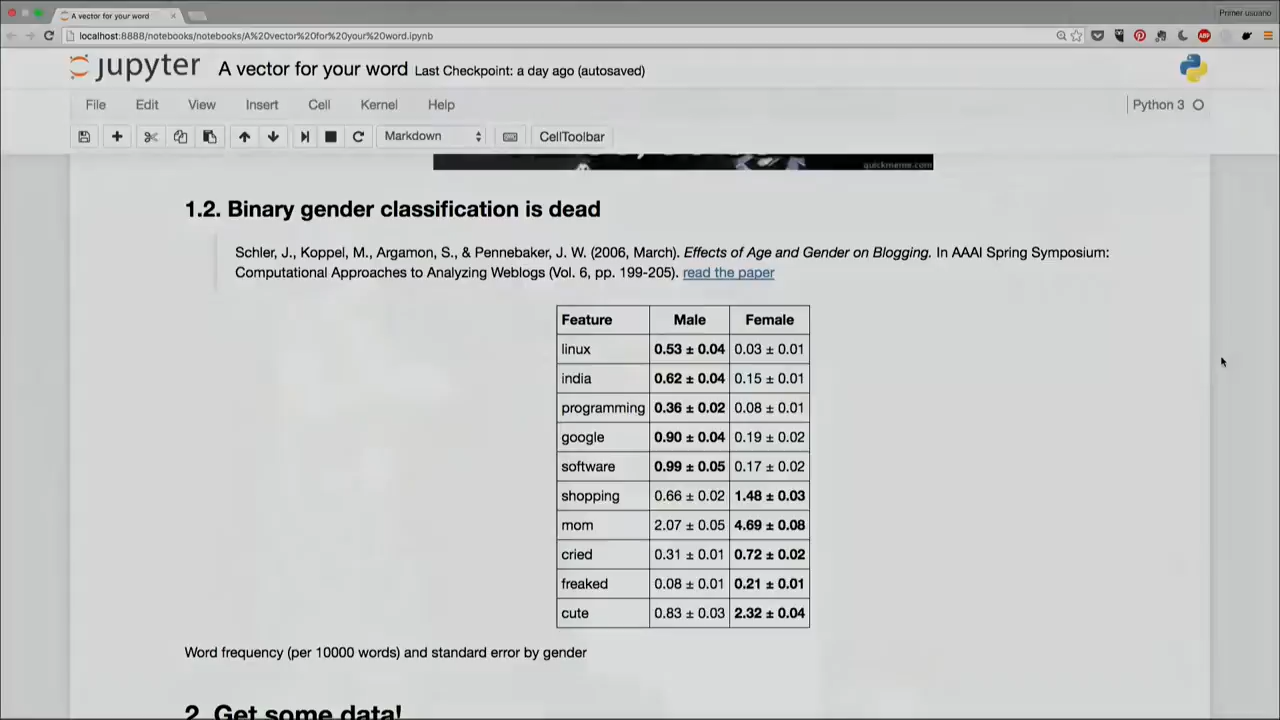 A vector for your word
Primer usuario
localhost:8888/notebooks/notebooks/A%20vector%20for%20your%20word.ipynb
ABP
jupyter A vector for your word Last Checkpoint: a day ago (autosaved)
File Edit View Insert Cell Kernel Help Python 3
Markdown CellToolbar
quickmeme.com
1.2. Binary gender classification is dead
Schler, J., Koppel, M., Argamon, S., & Pennebaker, J. W. (2006, March). Effects of Age and Gender on Blogging. In AAAI Spring Symposium:
Computational Approaches to Analyzing Weblogs (Vol. 6, pp. 199-205). read the paper
Feature Male Female
linux 0.53 ± 0.04 0.03 ± 0.01
india 0.62 ± 0.04 0.15 ± 0.01
programming 0.36 ± 0.02 0.08 ± 0.01
google 0.90 ± 0.04 0.19 ± 0.02
software 0.99 ± 0.05 0.17 ± 0.02
shopping 0.66 ± 0.02 1.48 ± 0.03
mom 2.07 ± 0.05 4.69 ± 0.08
cried 0.31 ± 0.01 0.72 ± 0.02
freaked 0.08 ± 0.01 0.21 ± 0.01
cute 0.83 ± 0.03 2.32 ± 0.04
Word frequency (per 10000 words) and standard error by gender
2. Get some data!